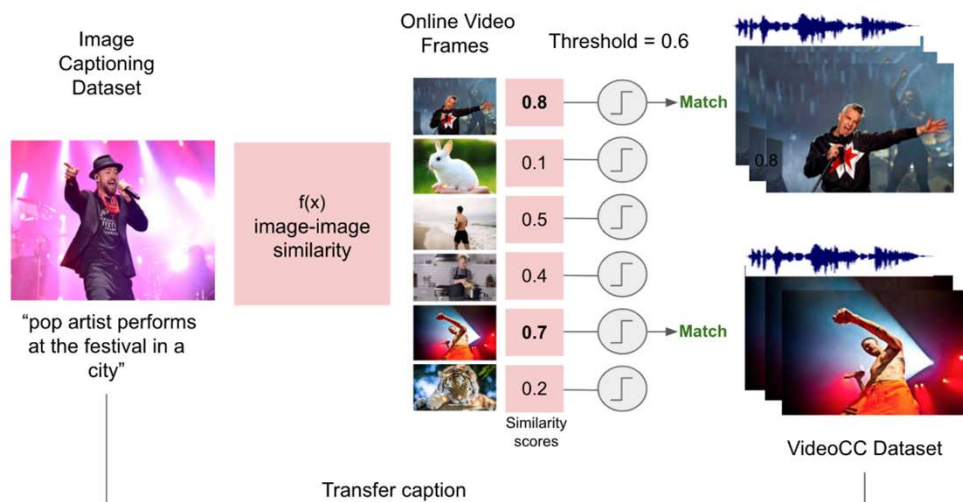 Image
Captioning
Dataset
“pop artist performs
at the festival in a
city”
f(x)
image-image
similarity
Online Video
Frames
Threshold = 0.6
0.8
Match
0.1
0.5
0.4
0.7
Match
0.2
Similarity
scores
0.8
VideoCC Dataset
Transfer caption